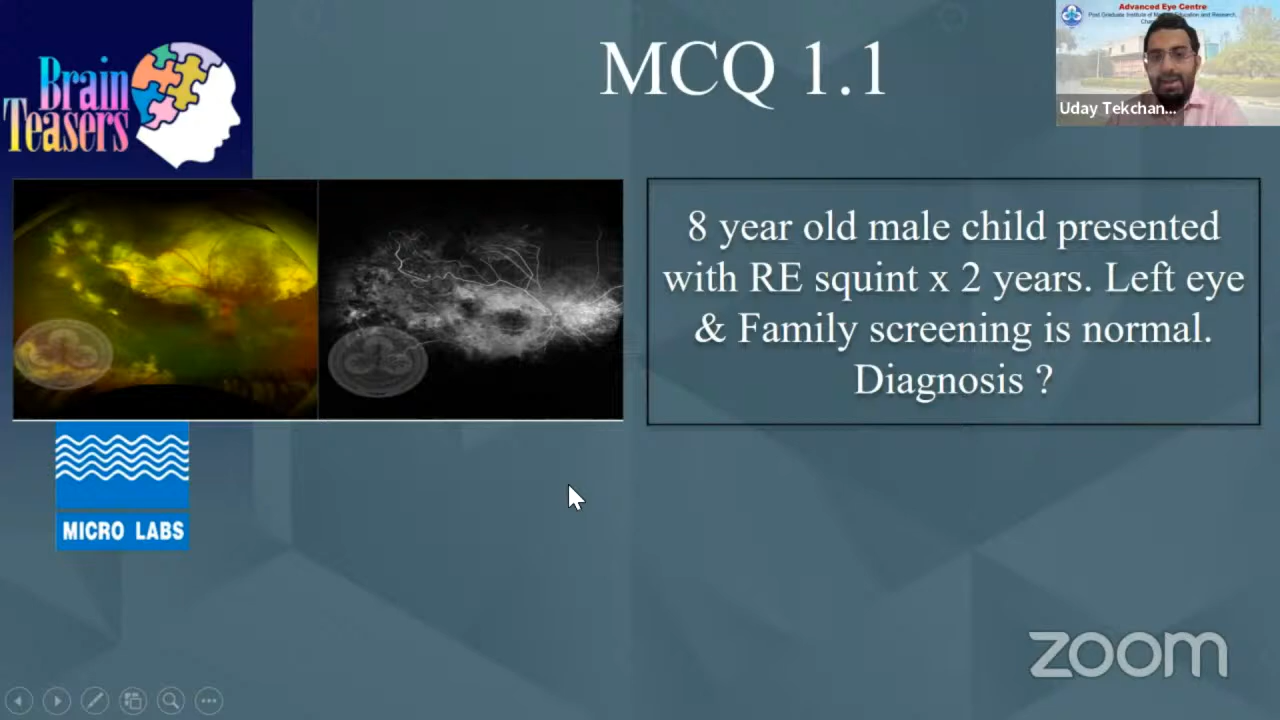 Brain
Teasers
MCQ 1.1
Advanced Eye Centre
Post Graduate Institute of Medical Education and Research,
Uday Tekchan...
8 year old male child presented
with RE squint x 2 years. Left eye
& Family screening is normal.
Diagnosis ?
MICRO LABS
zoom